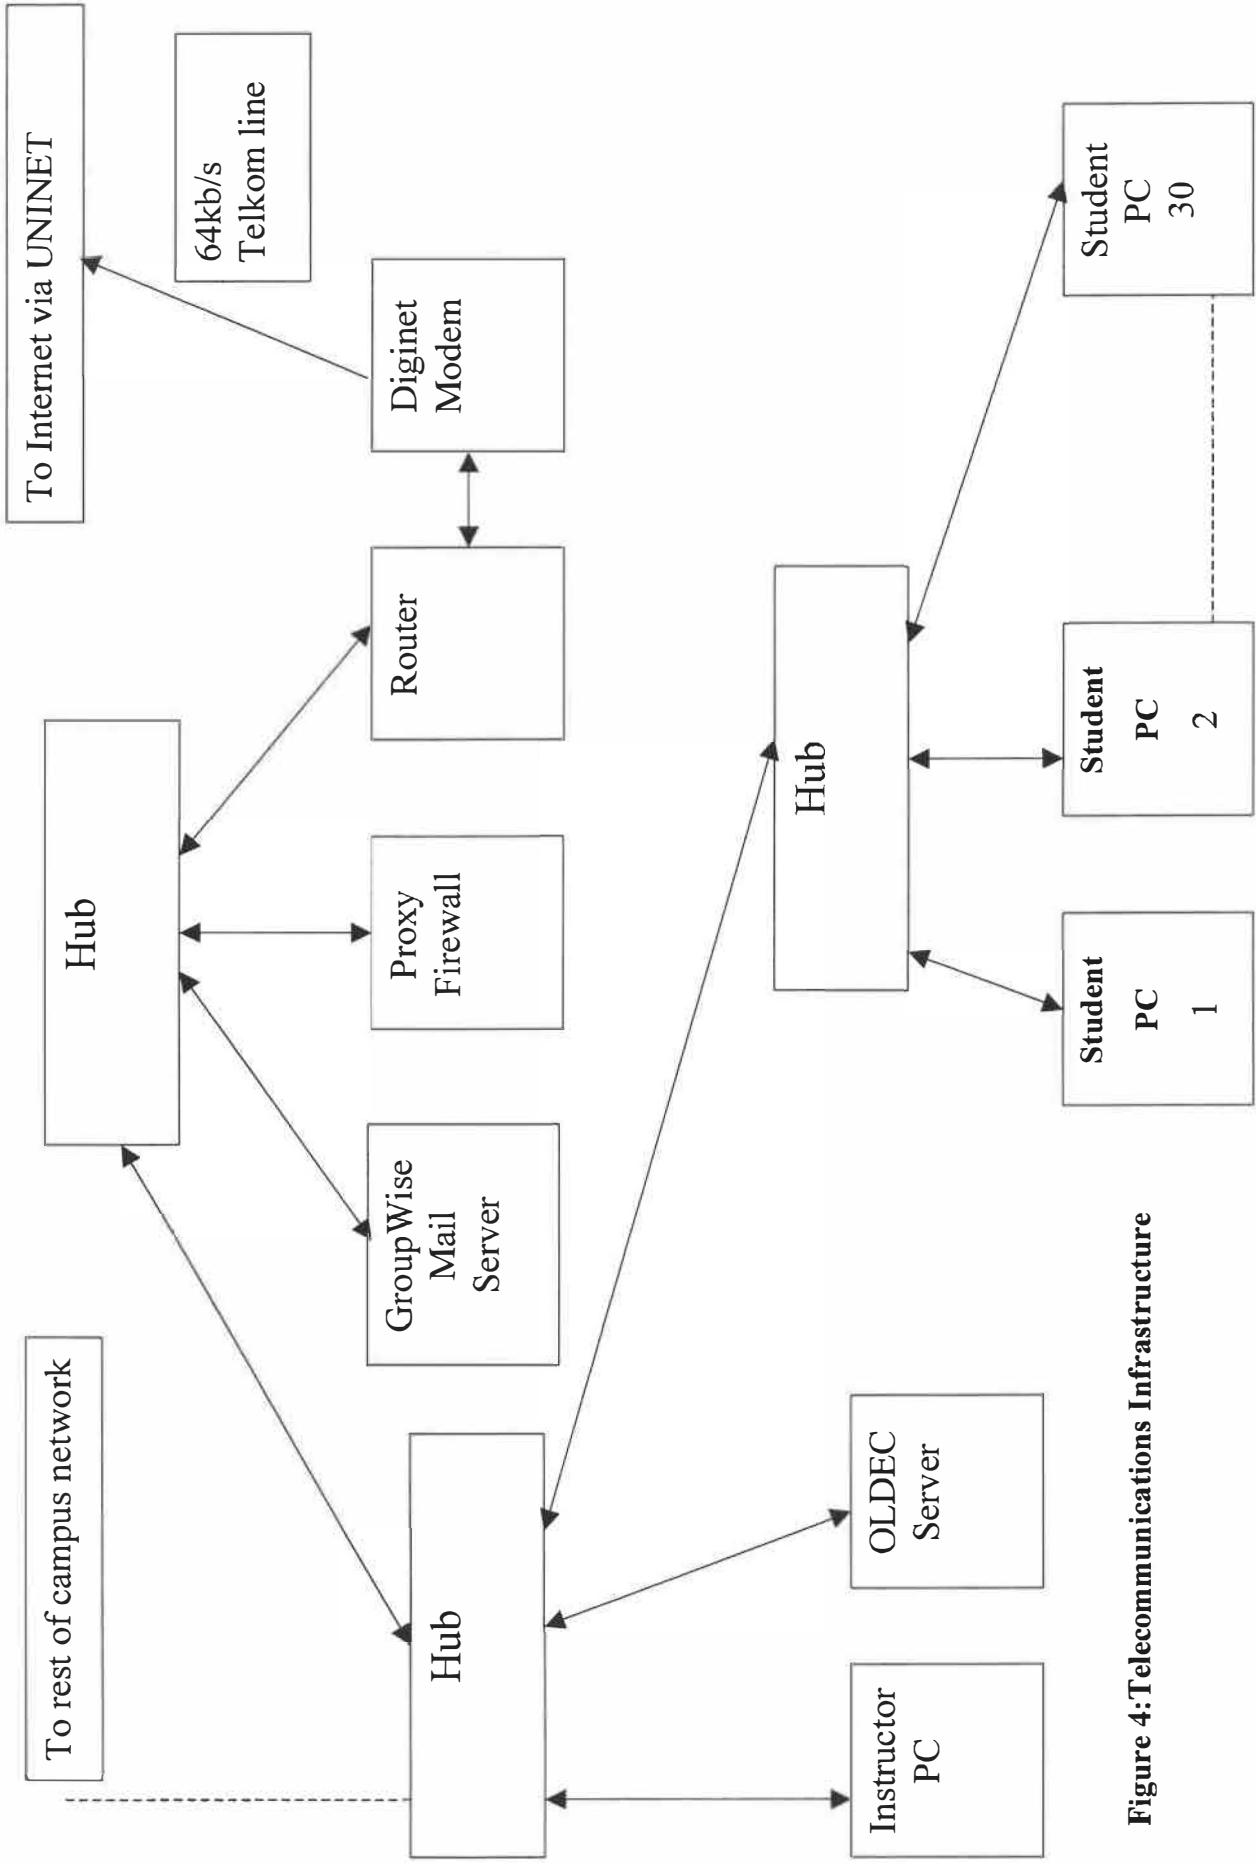 To rest of campus network
To Internet via UNINET
64kb/s
Telkom line
Hub
GroupWise
Mail
Server
Proxy
Firewall
Router
Diginet
Modem
Hub
Hub
Instructor
PC
OLDEC
Server
Student
PC
1
Student
PC
2
Student
PC
30
Figure 4:Telecommunications Infrastructure